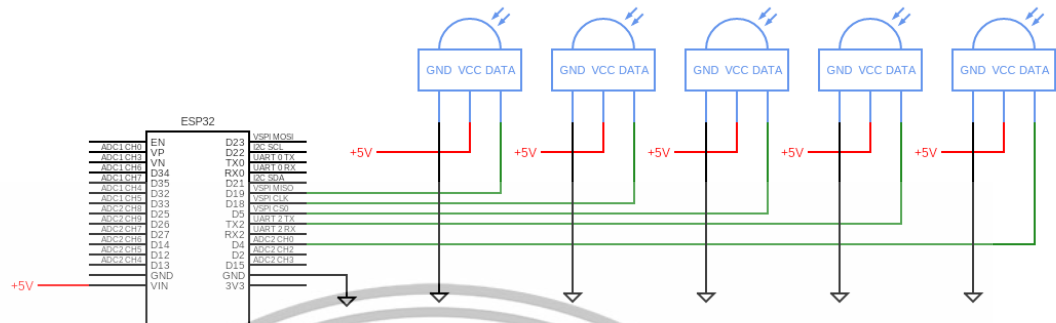 GND VCC DATA
GND VCC DATA
GND VCC DATA
GND VCC DATA
GND VCC DATA
+5V
+5V
+5V
+5V
+5V
ESP32
EN D23 VSPI MOSI
ADC1 CH0 VP D22 I2C SCL
ADC1 CH3 VN TX0 UART 0 TX
ADC1 CH6 D34 RX0 UART 0 RX
ADC1 CH7 D35 D21 I2C SDA
ADC1 CH4 D32 D19 VSPI MISO
ADC1 CH5 D33 D18 VSPI CLK
ADC2 CH8 D25 D5 VSPI CS0
ADC2 CH9 D26 TX2 UART 2 TX
ADC2 CH7 D27 RX2 UART 2 RX
ADC2 CH6 D14 D4 ADC2 CH0
ADC2 CH5 D12 D2 ADC2 CH2
ADC2 CH4 D13 D15 ADC2 CH3
GND GND
+5V VIN 3V3